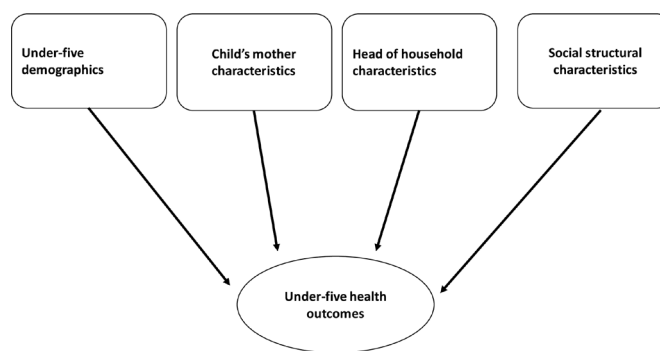 Under-five
demographics
Child's mother
characteristics
Head of household
characteristics
Social structural
characteristics
Under-five health
outcomes